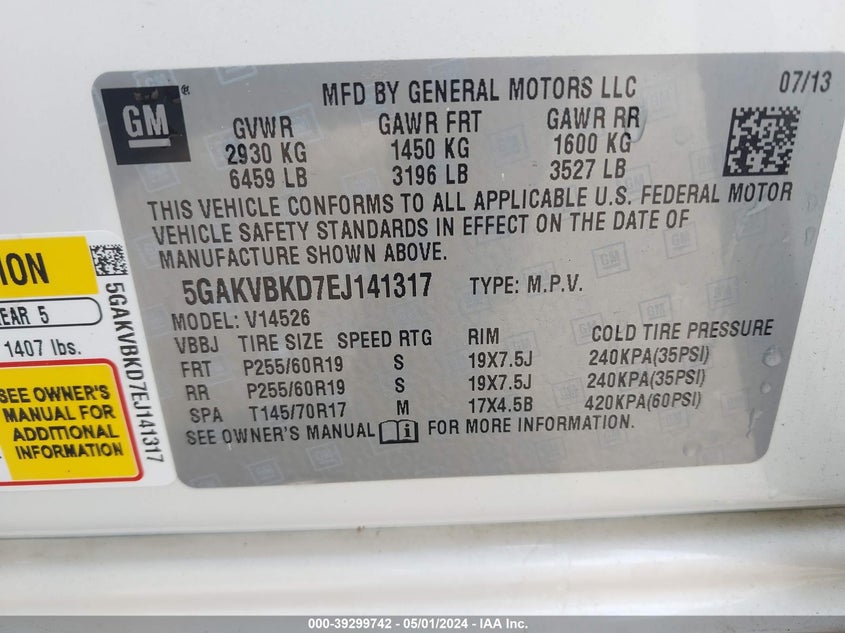 GM
®
MFD BY GENERAL MOTORS LLC
07/13
GVWR GAWR FRT GAWR RR
2930 KG 1450 KG 1600 KG
6459 LB 3196 LB 3527 LB
THIS VEHICLE CONFORMS TO ALL APPLICABLE U.S. FEDERAL MOTOR
VEHICLE SAFETY STANDARDS IN EFFECT ON THE DATE OF
MANUFACTURE SHOWN ABOVE.
5GAKVBKD7EJ141317 TYPE: M.P.V.
MODEL: V14526
VBBJ TIRE SIZE SPEED RTG RIM COLD TIRE PRESSURE
FRT P255/60R19 S 19X7.5J 240KPA(35PSI)
RR P255/60R19 S 19X7.5J 240KPA(35PSI)
SPA T145/70R17 M 17X4.5B 420KPA(60PSI)
SEE OWNER'S MANUAL FOR MORE INFORMATION.
5
1407 lbs.
SEE OWNER'S
MANUAL FOR
ADDITIONAL
INFORMATION
5GAKVBKD7EJ141317
000-39299742 - 05/01/2024 - IAA Inc.